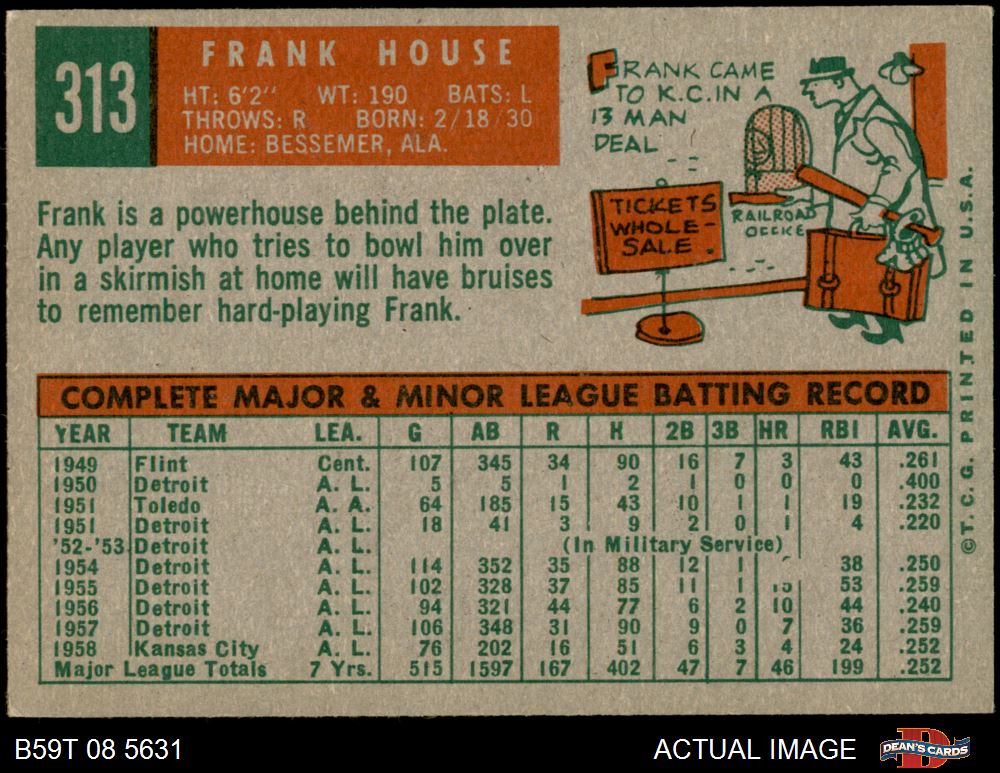 313
FRANK HOUSE
HT: 6'2" WT: 190 BATS: L
THROWS: R BORN: 2/18/30
HOME: BESSEMER, ALA.
FRANK CAME
TO K.C. IN A
13 MAN
DEAL
TICKETS
WHOLE-
SALE
RAILROAD
OFFICE
Frank is a powerhouse behind the plate.
Any player who tries to bowl him over
in a skirmish at home will have bruises
to remember hard-playing Frank.
COMPLETE MAJOR & MINOR LEAGUE BATTING RECORD
YEAR TEAM LEA. G AB R H 2B 3B HR RBI AVG.
1949 Flint Cent. 107 345 34 90 16 7 3 43 .261
1950 Detroit A. L. 5 5 1 2 1 0 0 0 .400
1951 Toledo A. A. 64 185 15 43 10 1 1 19 .232
1951 Detroit A. L. 18 41 3 9 2 0 1 4 .220
'52-'53 Detroit A. L. (In Military Service)
1954 Detroit A. L. 114 352 35 88 12 1 38 .250
1955 Detroit A. L. 102 328 37 85 11 1 53 .259
1956 Detroit A. L. 94 321 44 77 6 2 10 44 .240
1957 Detroit A. L. 106 348 31 90 9 0 7 36 .259
1958 Kansas City A. L. 76 202 16 51 6 3 4 24 .252
Major League Totals 7 Yrs. 515 1597 167 402 47 7 46 199 .252
©T. C. G. PRINTED IN U.S.A.
B59T 08 5631
ACTUAL IMAGE
DEAN'S CARDS